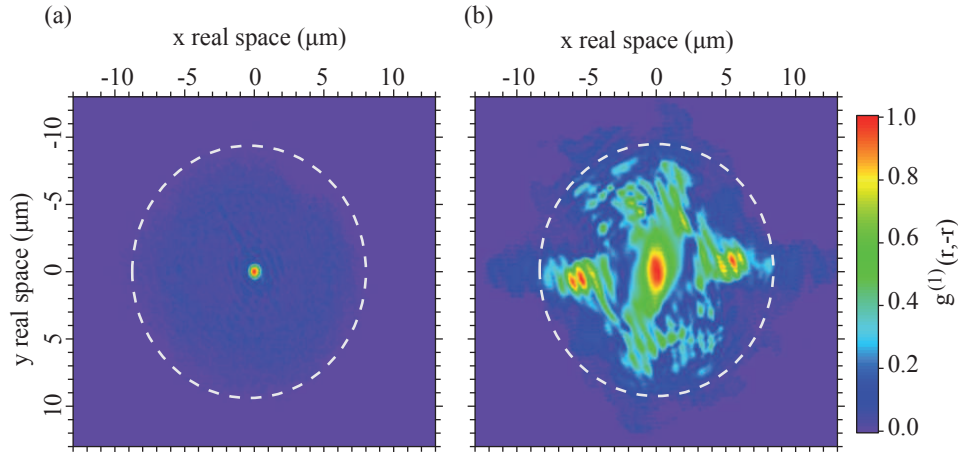 (a)
x real space (μm)
-10 -5 0 5 10
y real space (μm)
-10
-5
0
5
10
(b)
x real space (μm)
-10 -5 0 5 10
1.0
0.8
0.6
0.4
0.2
0.0
g⁽¹⁾(r,-r)